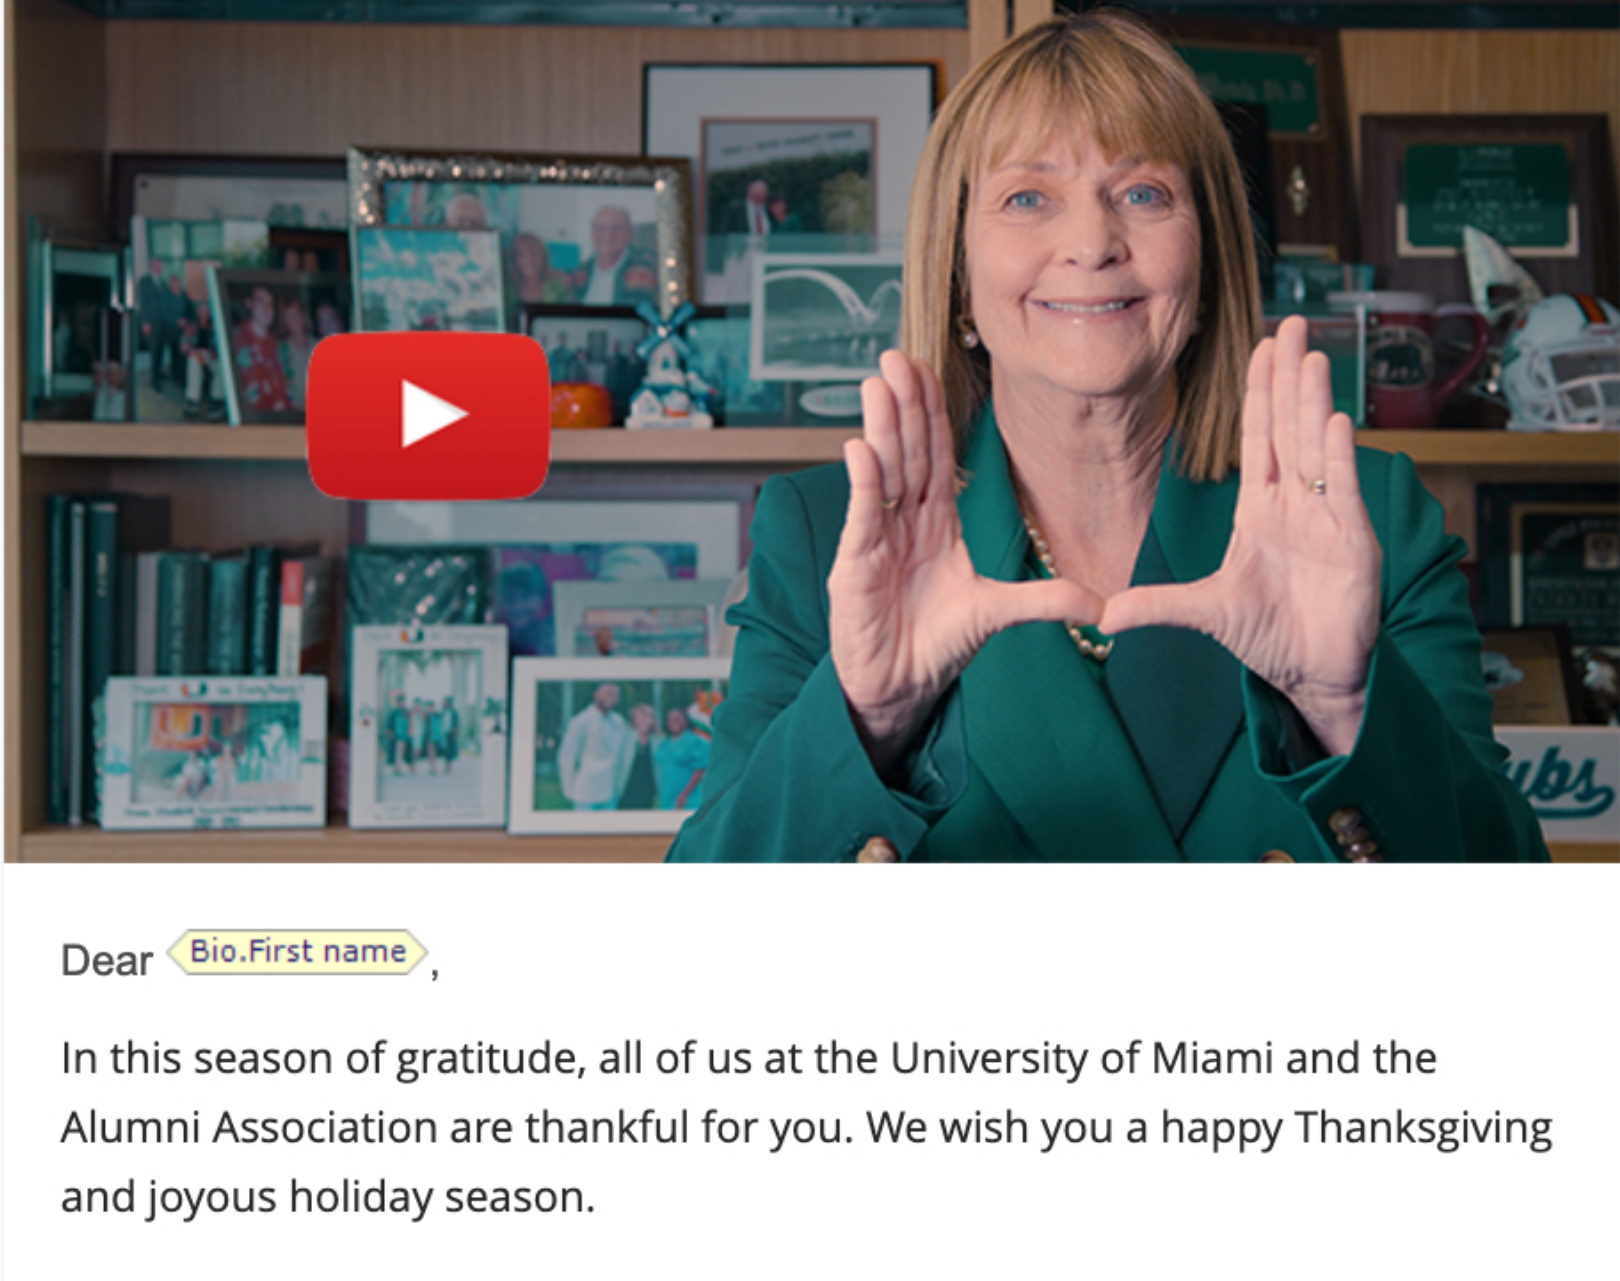 ubs
Dear Bio.First name,
In this season of gratitude, all of us at the University of Miami and the
Alumni Association are thankful for you. We wish you a happy Thanksgiving
and joyous holiday season.